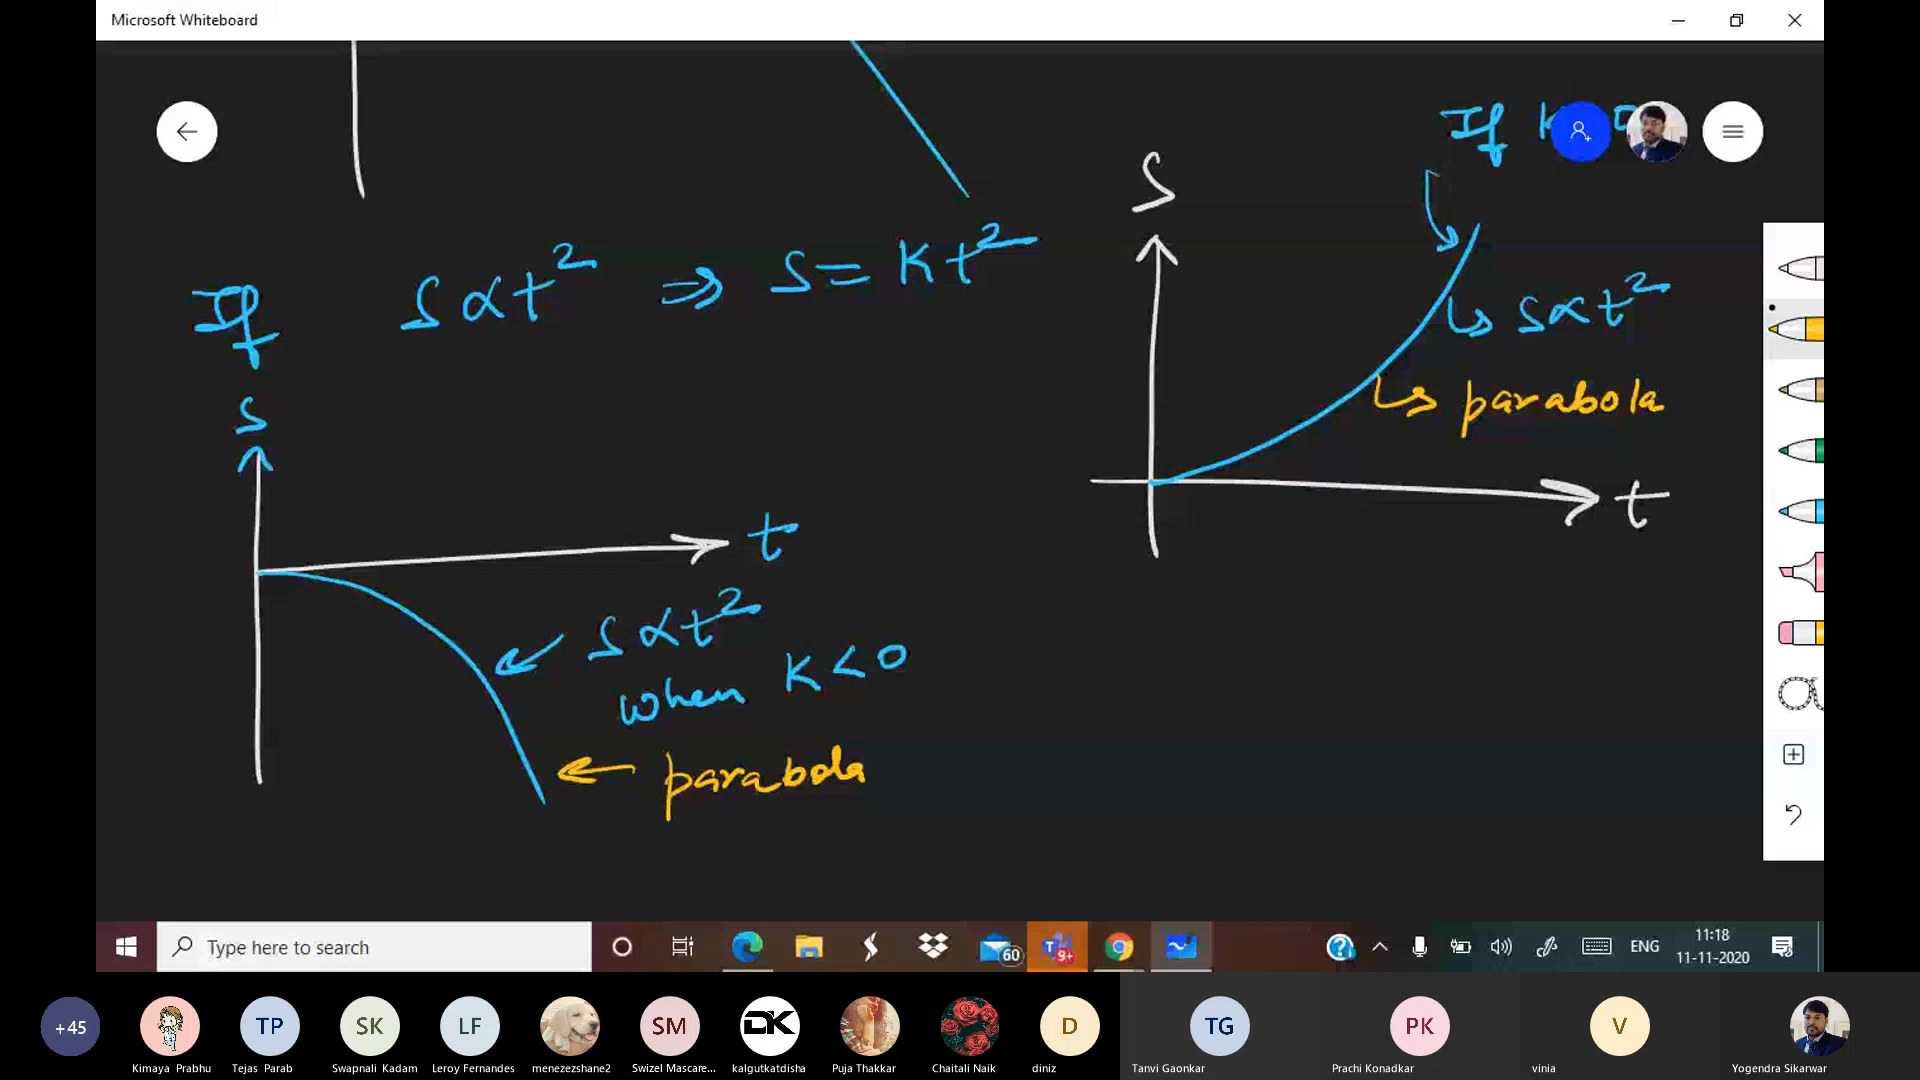 Microsoft Whiteboard
If
S
S ∝ t² ⇒ S = Kt²
↳ S ∝ t²
↳ parabola
t
S
t
← S ∝ t²
when K < 0
← parabola
Type here to search
60
9+
ENG
11:18
11-11-2020
+45
TP
SK
LF
SM
DK
D
TG
PK
V
Kimaya Prabhu
Tejas Parab
Swapnali Kadam
Leroy Fernandes
menezezshane2
Swizel Mascare...
kalgutkatdisha
Puja Thakkar
Chaitali Naik
diniz
Tanvi Gaonkar
Prachi Konadkar
vinia
Yogendra Sikarwar